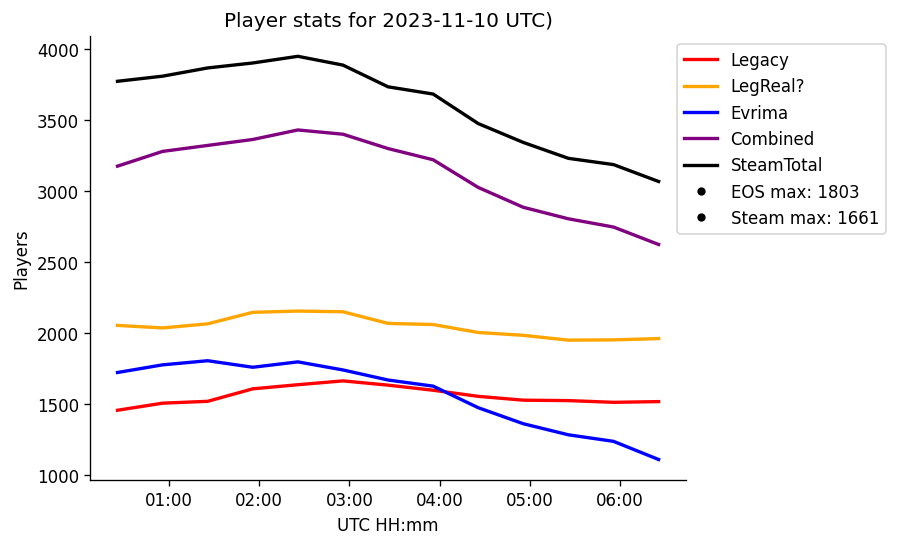 Player stats for 2023-11-10 UTC)
4000
3500
3000
2500
2000
1500
1000
Players
01:00 02:00 03:00 04:00 05:00 06:00
UTC HH:mm
Legacy
LegReal?
Evrima
Combined
SteamTotal
EOS max: 1803
Steam max: 1661